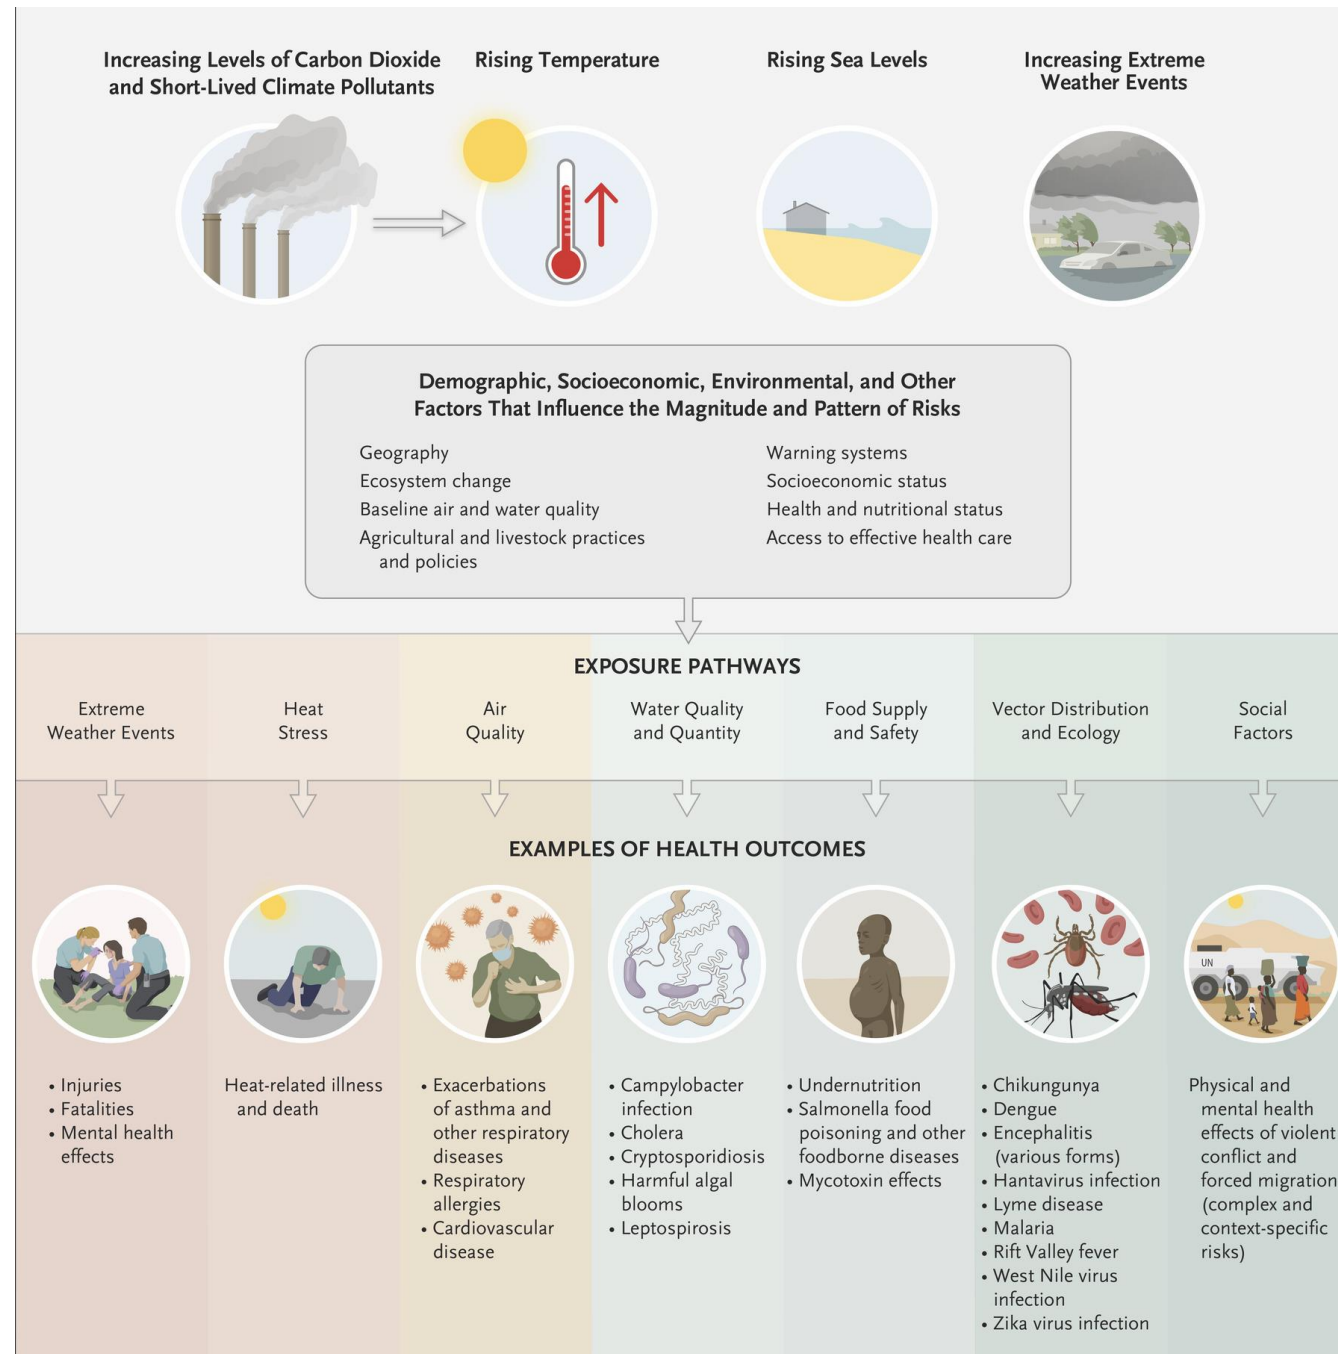 Increasing Levels of Carbon Dioxide
and Short-Lived Climate Pollutants
Rising Temperature
Rising Sea Levels
Increasing Extreme
Weather Events
Demographic, Socioeconomic, Environmental, and Other
Factors That Influence the Magnitude and Pattern of Risks
Geography
Ecosystem change
Baseline air and water quality
Agricultural and livestock practices
and policies
Warning systems
Socioeconomic status
Health and nutritional status
Access to effective health care
EXPOSURE PATHWAYS
Extreme
Weather Events
Heat
Stress
Air
Quality
Water Quality
and Quantity
Food Supply
and Safety
Vector Distribution
and Ecology
Social
Factors
EXAMPLES OF HEALTH OUTCOMES
UN
• Injuries
• Fatalities
• Mental health
effects
Heat-related illness
and death
• Exacerbations
of asthma and
other respiratory
diseases
• Respiratory
allergies
• Cardiovascular
disease
• Campylobacter
infection
• Cholera
• Cryptosporidiosis
• Harmful algal
blooms
• Leptospirosis
• Undernutrition
• Salmonella food
poisoning and other
foodborne diseases
• Mycotoxin effects
• Chikungunya
• Dengue
• Encephalitis
(various forms)
• Hantavirus infection
• Lyme disease
• Malaria
• Rift Valley fever
• West Nile virus
infection
• Zika virus infection
Physical and
mental health
effects of violent
conflict and
forced migration
(complex and
context-specific
risks)